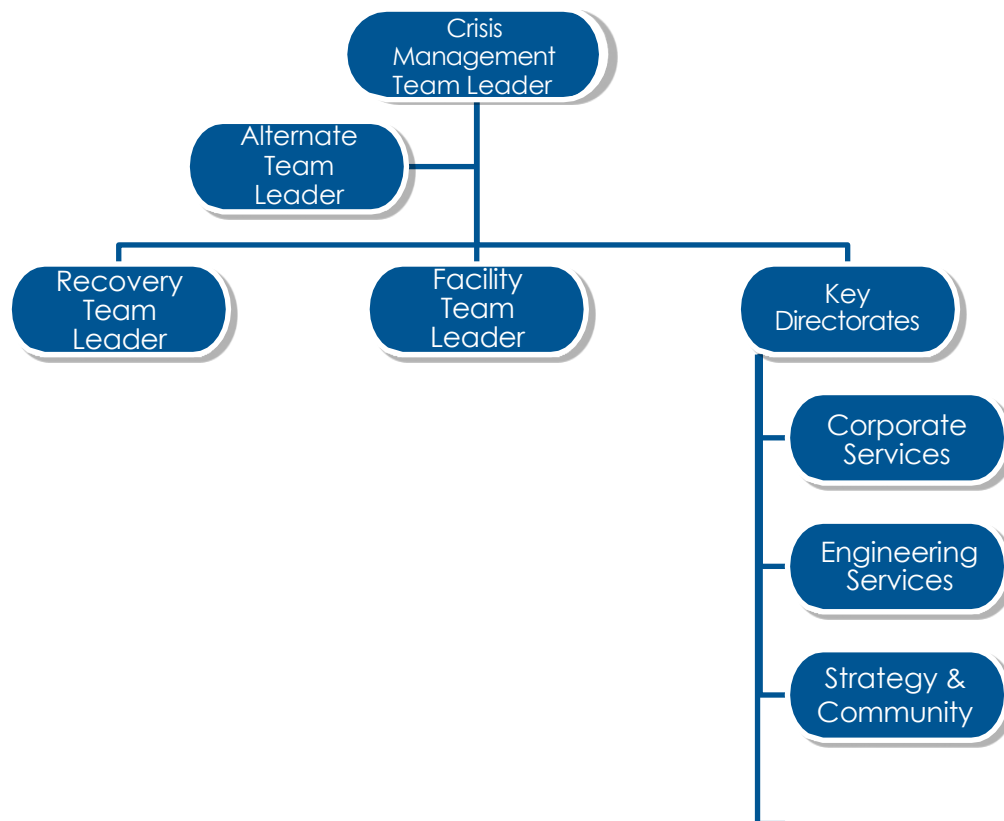 Crisis
Management
Team Leader
Alternate
Team
Leader
Recovery
Team
Leader
Facility
Team
Leader
Key
Directorates
Corporate
Services
Engineering
Services
Strategy &
Community